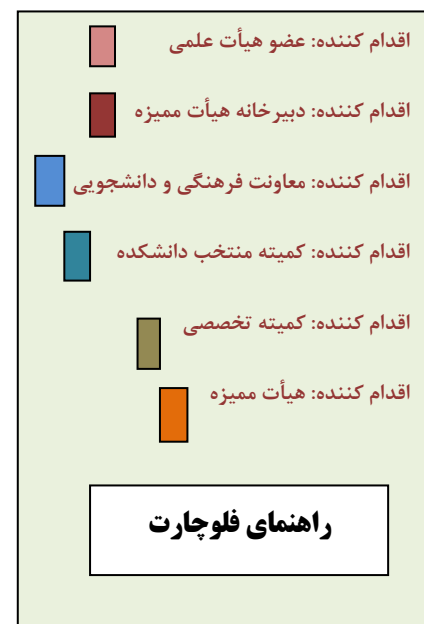 اقدام کننده: عضو هیأت علمی
اقدام کننده: دبیرخانه هیأت ممیزه
اقدام کننده: معاونت فرهنگی و دانشجویی
اقدام کننده: کمیته منتخب دانشکده
اقدام کننده: کمیته تخصصی
اقدام کننده: هیأت ممیزه
راهنمای فلوچارت